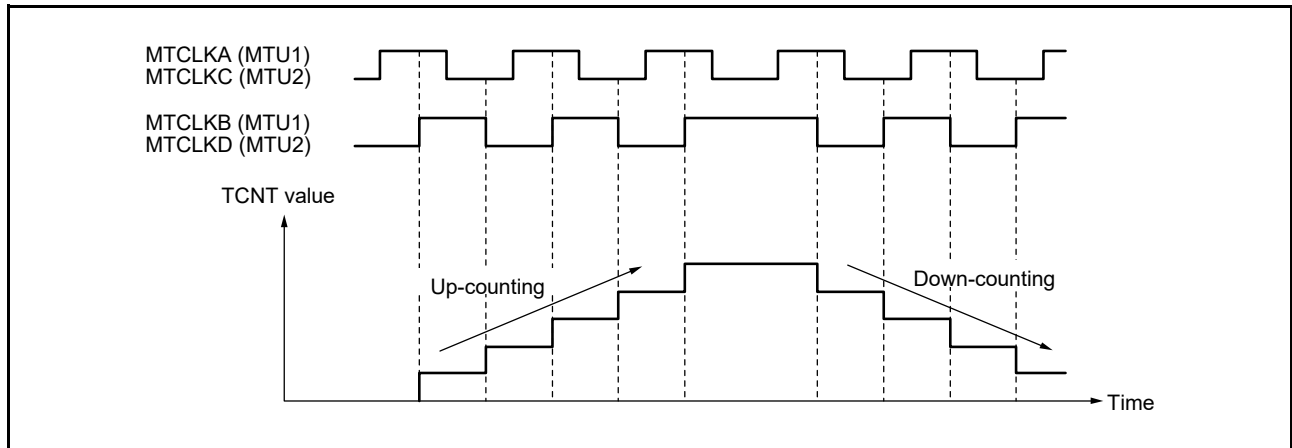 MTCLKA (MTU1)
MTCLKC (MTU2)
MTCLKB (MTU1)
MTCLKD (MTU2)
TCNT value
Up-counting
Down-counting
Time